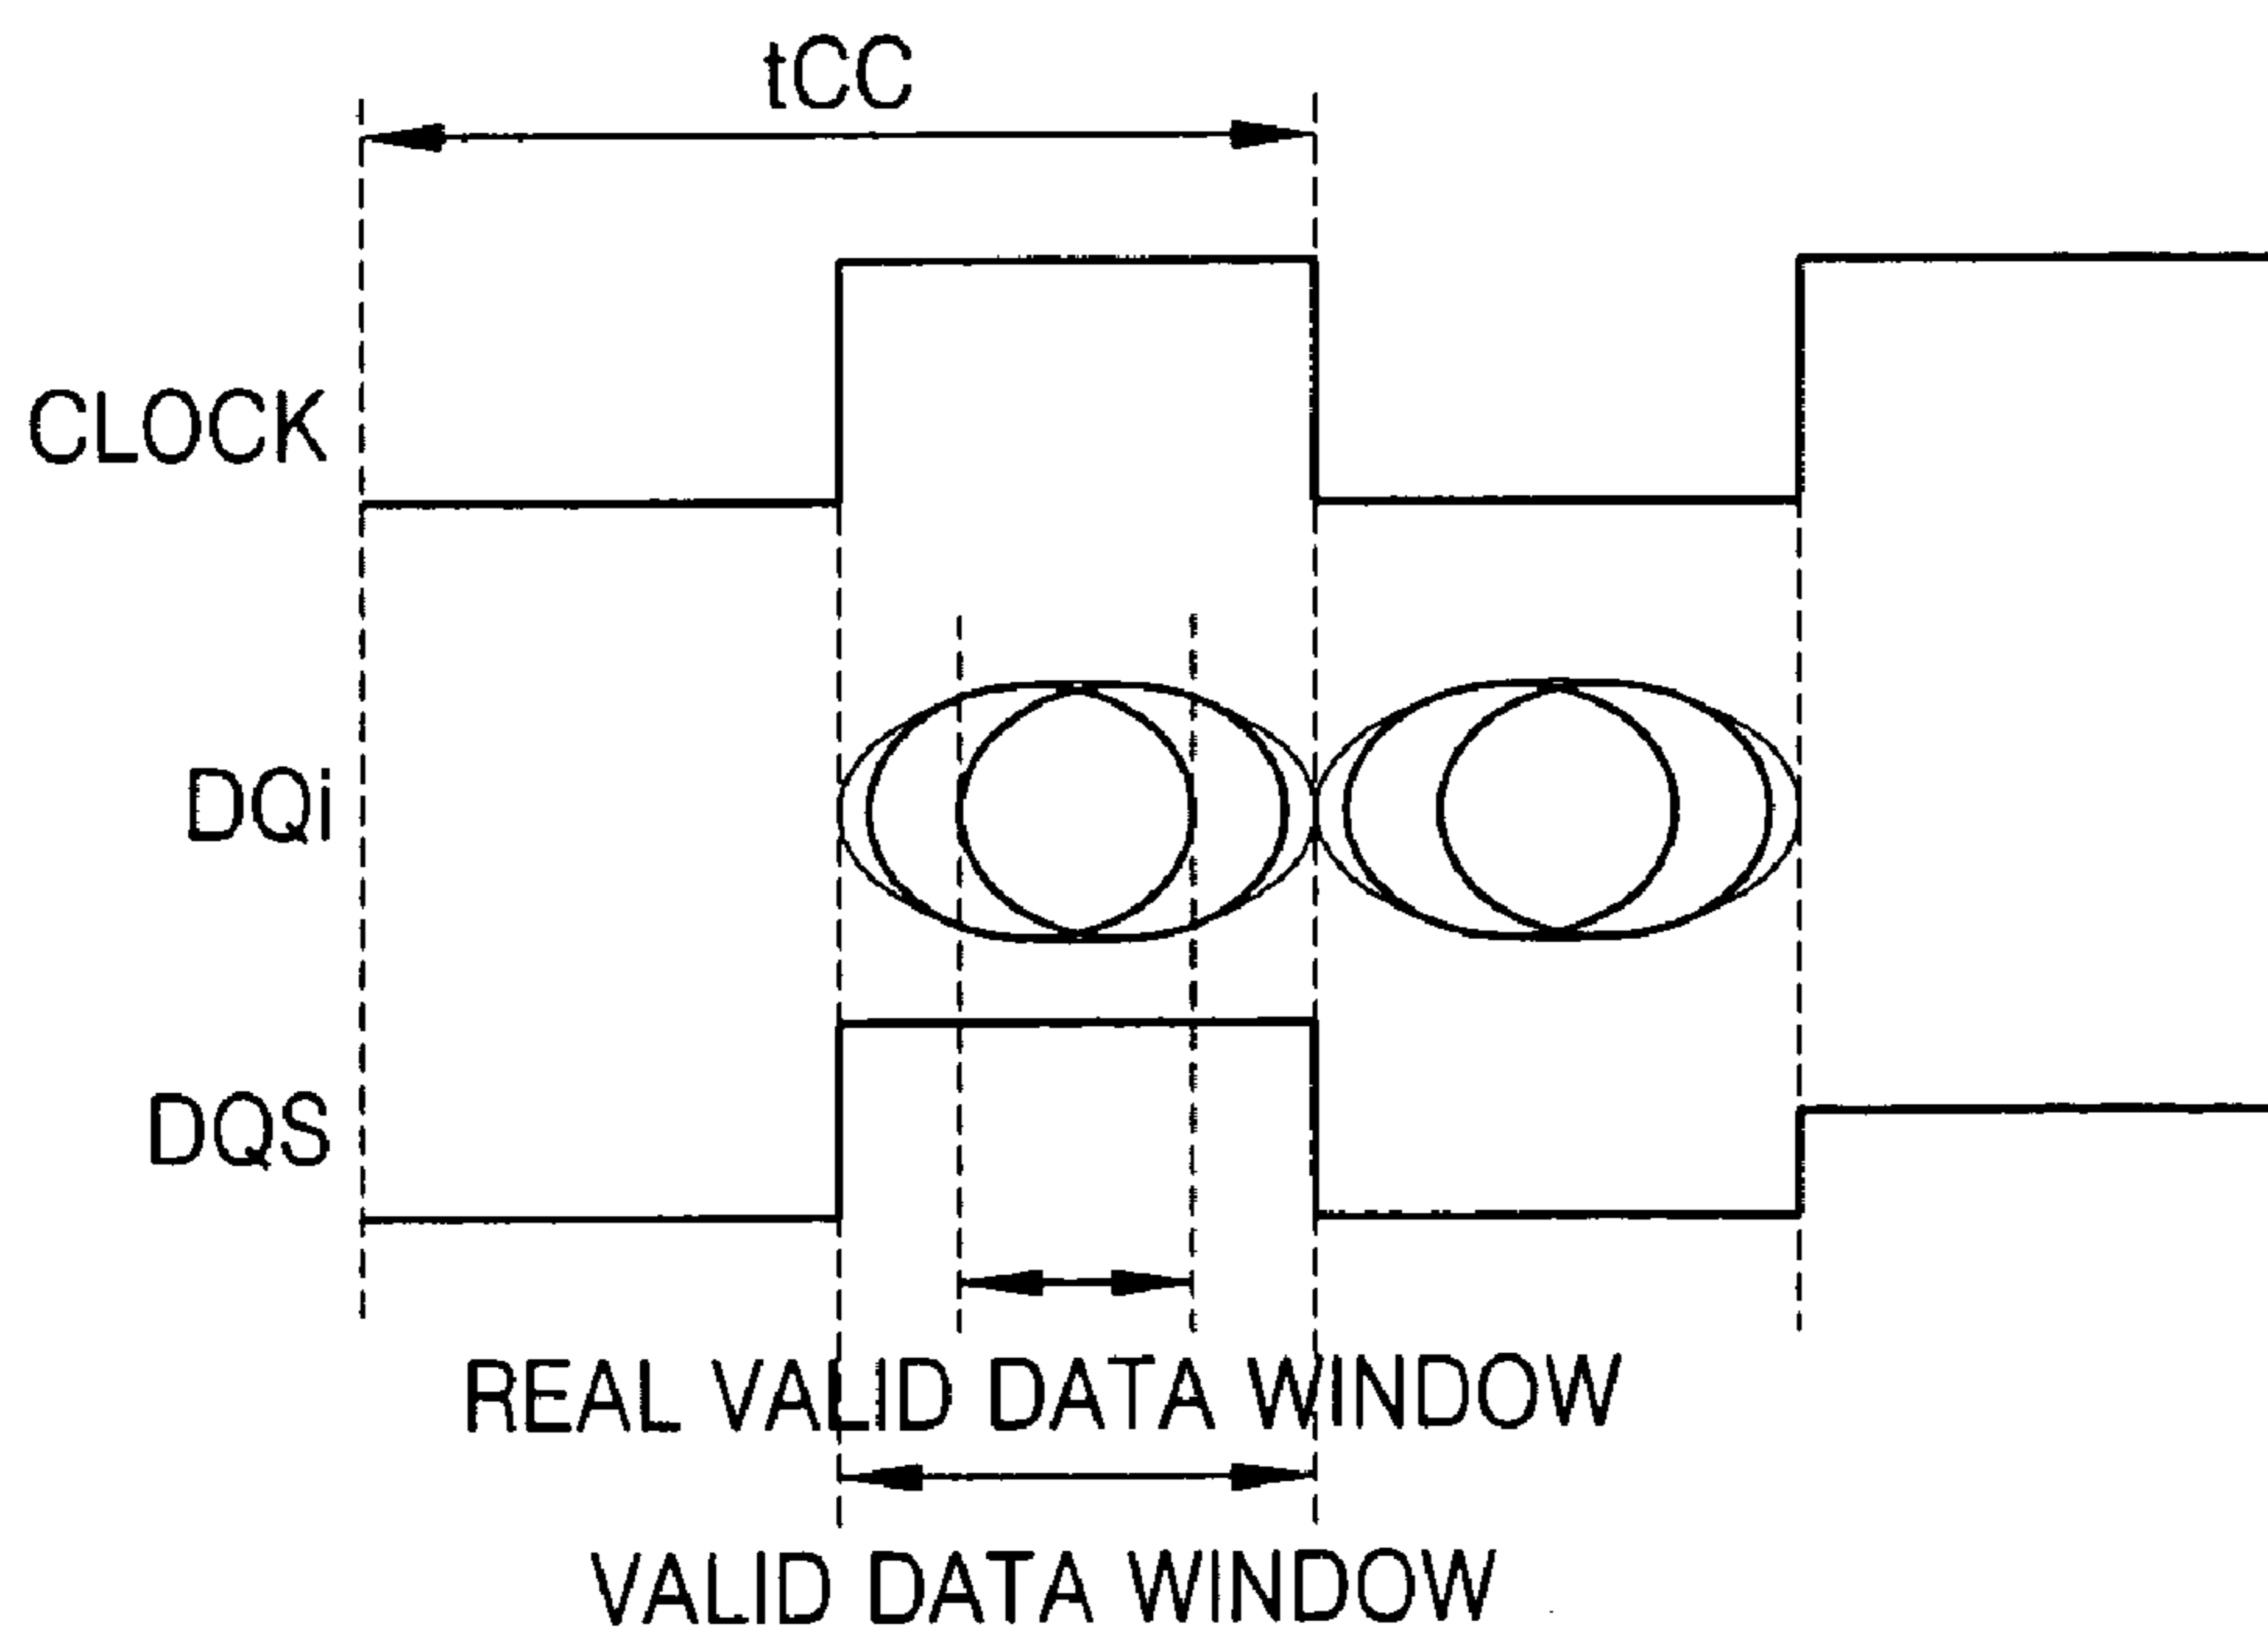 tCC
CLOCK
DQi
DQS
REAL VALID DATA WINDOW
VALID DATA WINDOW